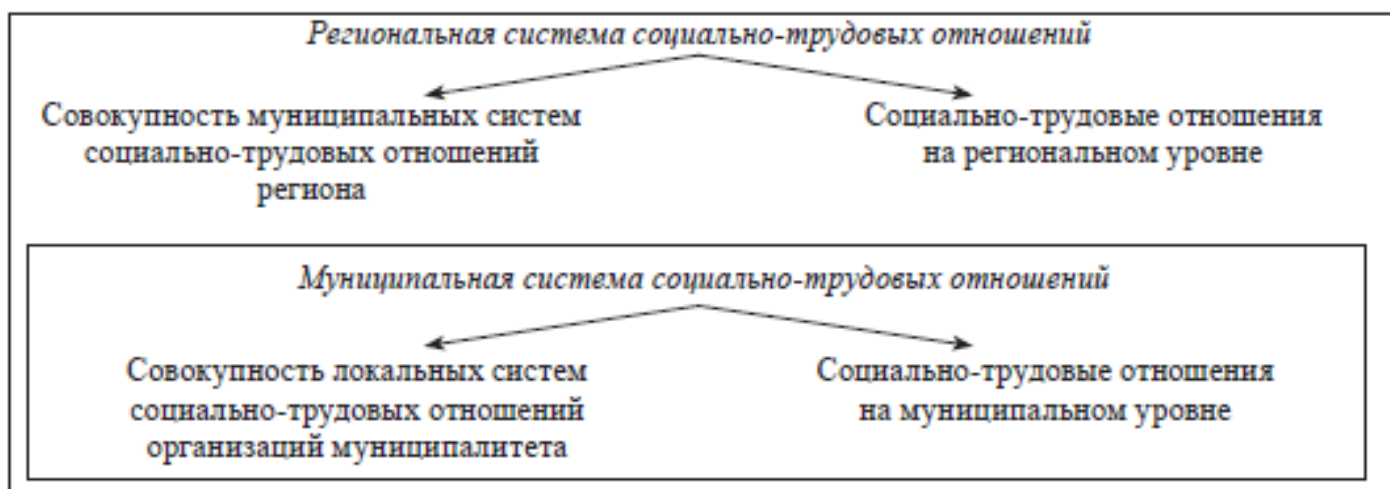 Региональная система социально-трудовых отношений
Совокупность муниципальных систем
социально-трудовых отношений
региона
Социально-трудовые отношения
на региональном уровне
Муниципальная система социально-трудовых отношений
Совокупность локальных систем
социально-трудовых отношений
организаций муниципалитета
Социально-трудовые отношения
на муниципальном уровне